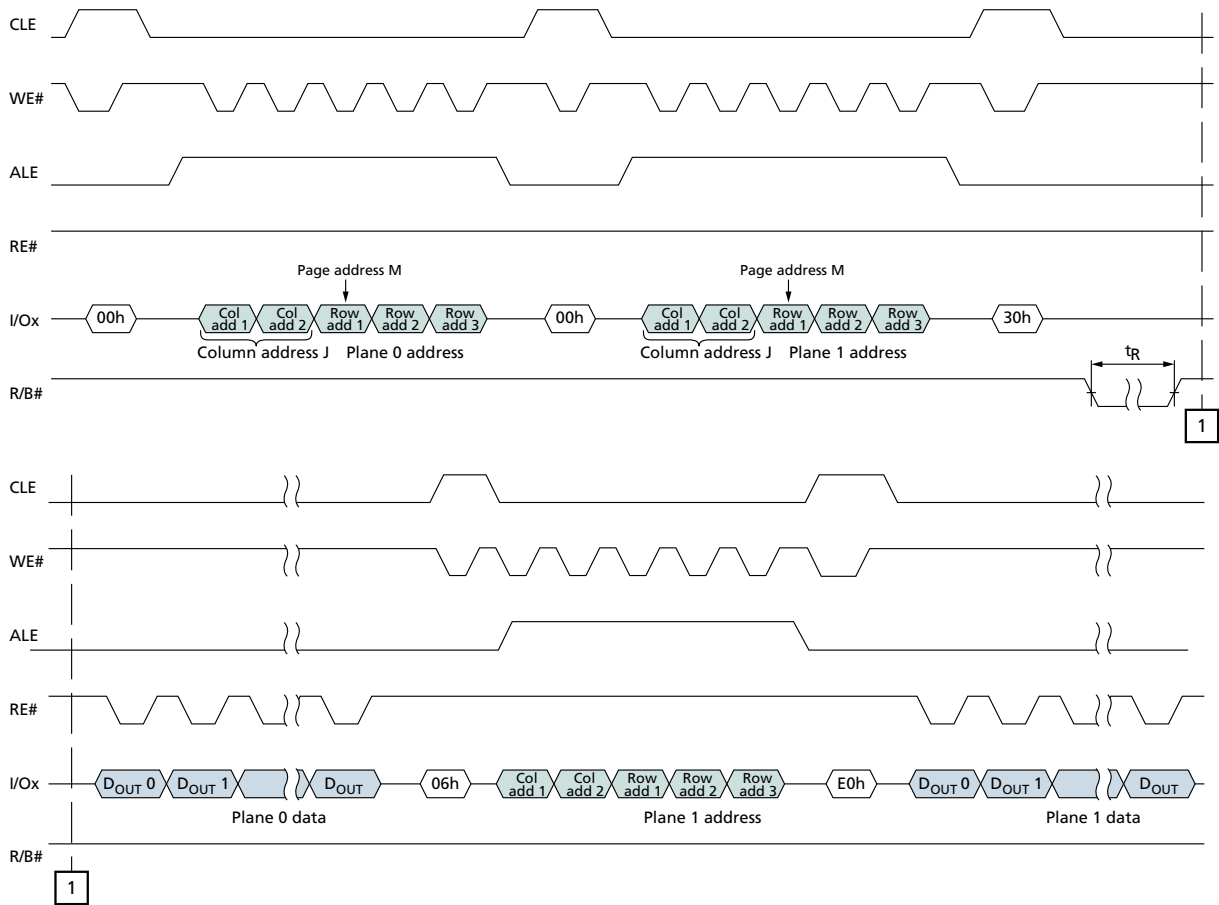 CLE
WE#
ALE
RE#
Page address M Page address M
I/Ox 00h Col add 1 Col add 2 Row add 1 Row add 2 Row add 3 00h Col add 1 Col add 2 Row add 1 Row add 2 Row add 3 30h
Column address J Plane 0 address Column address J Plane 1 address
tR
R/B#
1
CLE
WE#
ALE
RE#
I/Ox DOUT 0 DOUT 1 DOUT 06h Col add 1 Col add 2 Row add 1 Row add 2 Row add 3 E0h DOUT 0 DOUT 1 DOUT
Plane 0 data Plane 1 address Plane 1 data
R/B#
1